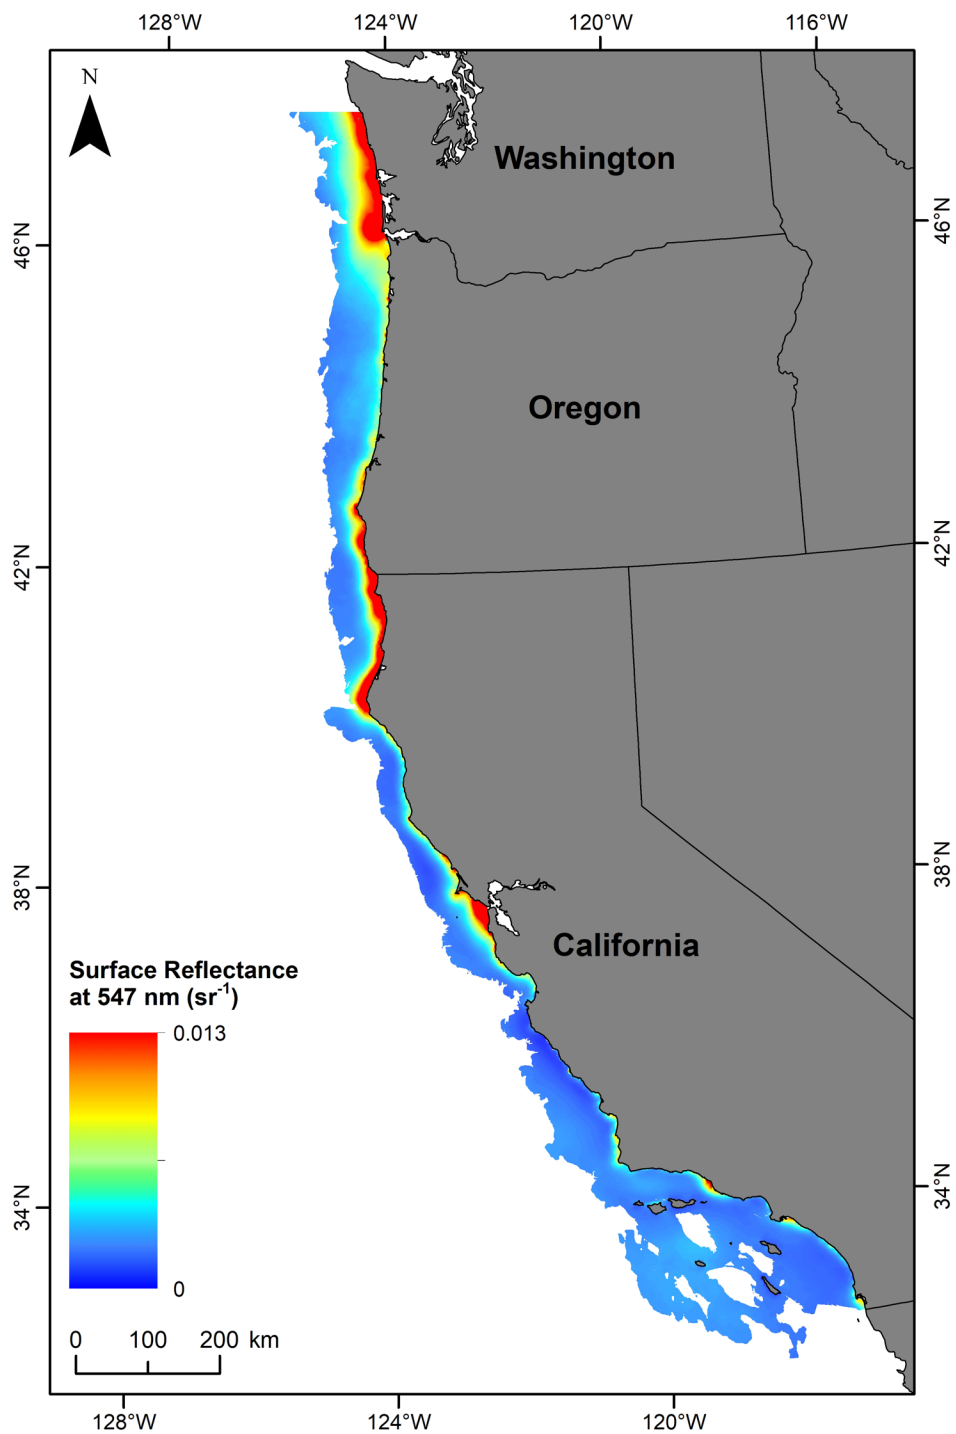 128°W 124°W 120°W 116°W
N
Washington
46°N 46°N
Oregon
42°N 42°N
38°N 38°N
California
Surface Reflectance
at 547 nm (sr⁻¹)
0.013
34°N 34°N
0
0 100 200 km
128°W 124°W 120°W